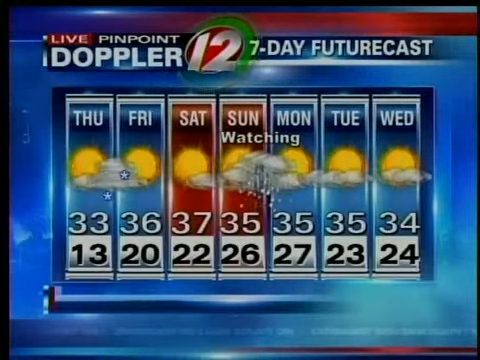 LIVE PINPOINT
DOPPLER 12 7-DAY FUTURECAST
THU FRI SAT SUN MON TUE WED
Watching
33 36 37 35 35 35 34
13 20 22 26 27 23 24